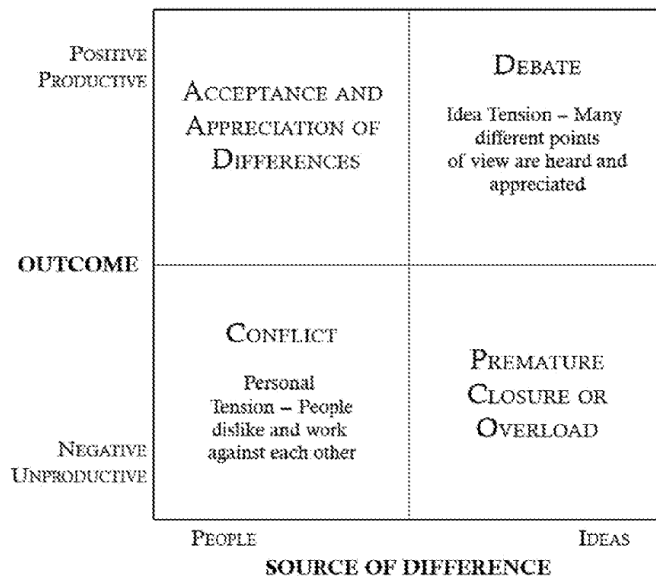 POSITIVE
PRODUCTIVE
ACCEPTANCE AND
APPRECIATION OF
DIFFERENCES
DEBATE
Idea Tension – Many
different points
of view are heard and
appreciated
OUTCOME
CONFLICT
Personal
Tension – People
dislike and work
against each other
PREMATURE
CLOSURE OR
OVERLOAD
NEGATIVE
UNPRODUCTIVE
PEOPLE
IDEAS
SOURCE OF DIFFERENCE